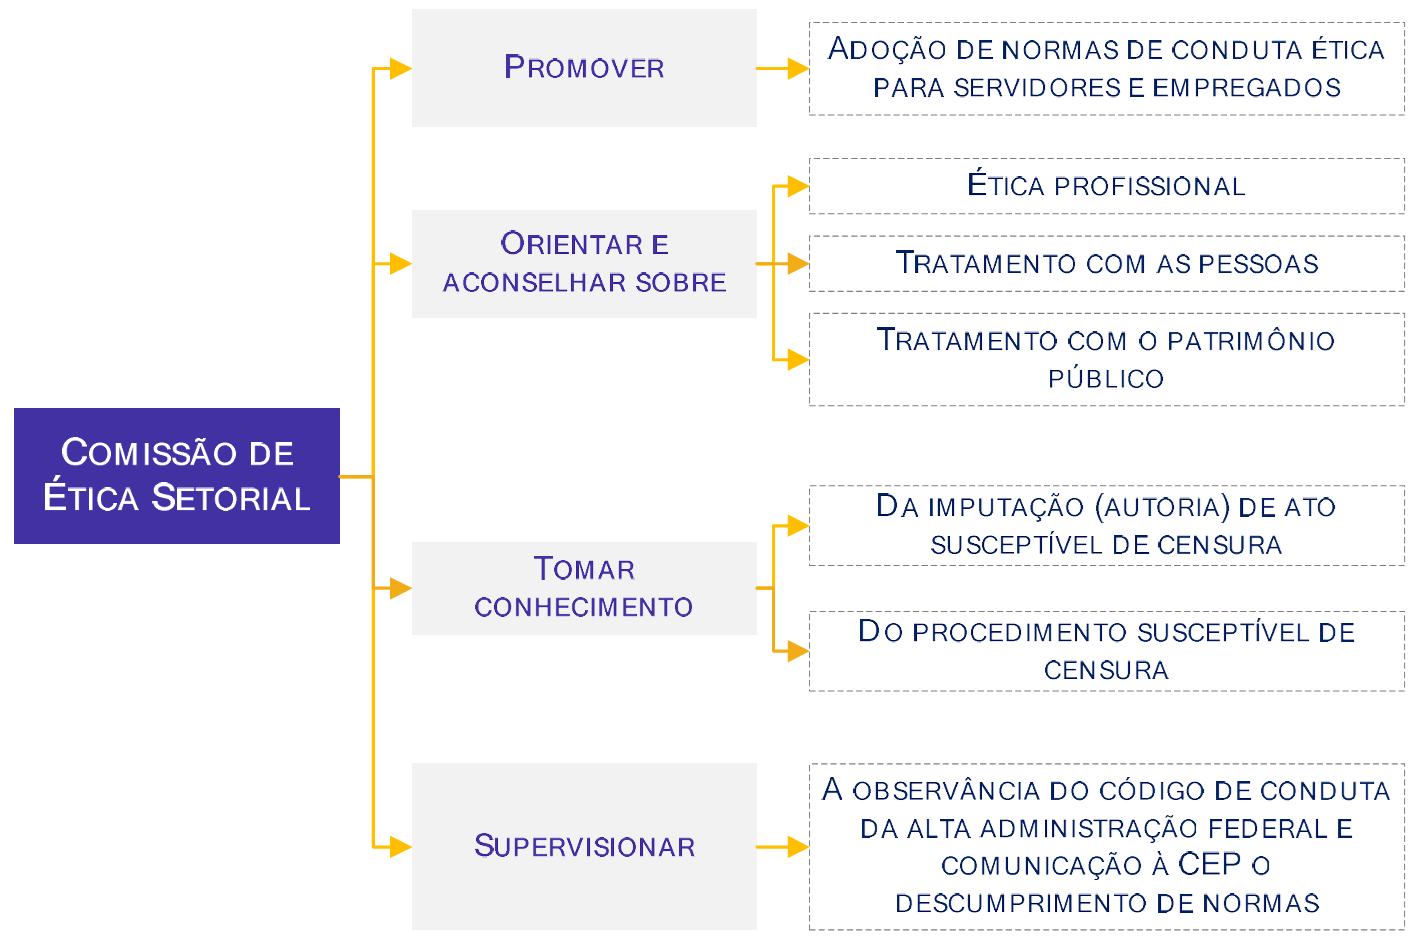 Comissão de
Ética Setorial
Promover
Adoção de normas de conduta ética
para servidores e empregados
Orientar e
aconselhar sobre
Ética profissional
Tratamento com as pessoas
Tratamento com o patrimônio
público
Tomar
conhecimento
Da imputação (autoria) de ato
susceptível de censura
Do procedimento susceptível de
censura
Supervisionar
A observância do código de conduta
da alta administração federal e
comunicação à CEP o
descumprimento de normas